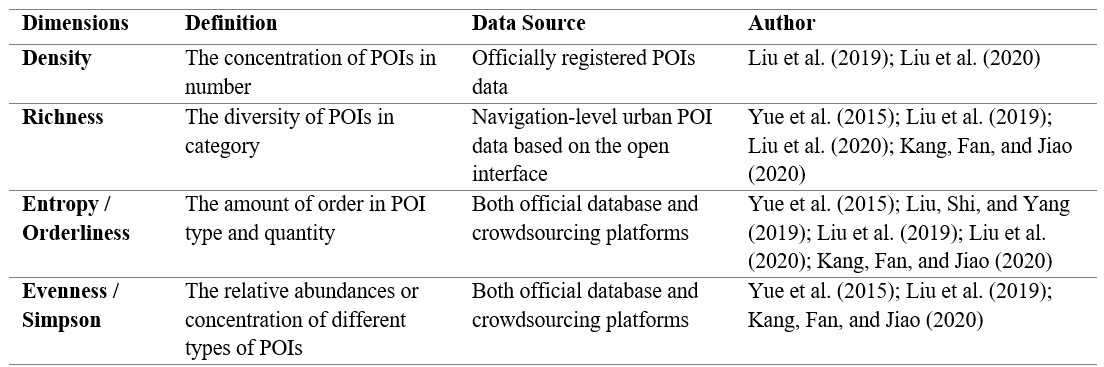 Dimensions Definition Data Source Author
Density The concentration of POIs in number Officially registered POIs data Liu et al. (2019); Liu et al. (2020)
Richness The diversity of POIs in category Navigation-level urban POI data based on the open interface Yue et al. (2015); Liu et al. (2019); Liu et al. (2020); Kang, Fan, and Jiao (2020)
Entropy / Orderliness The amount of order in POI type and quantity Both official database and crowdsourcing platforms Yue et al. (2015); Liu, Shi, and Yang (2019); Liu et al. (2019); Liu et al. (2020); Kang, Fan, and Jiao (2020)
Evenness / Simpson The relative abundances or concentration of different types of POIs Both official database and crowdsourcing platforms Yue et al. (2015); Liu et al. (2019); Kang, Fan, and Jiao (2020)